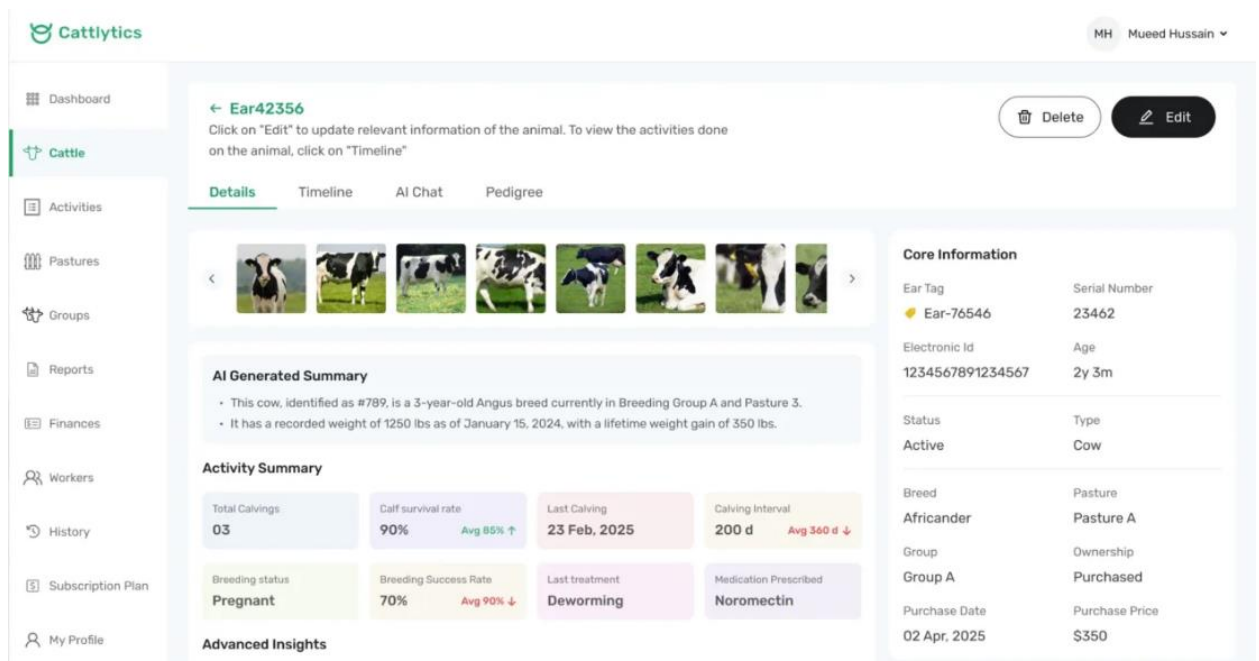 Cattlytics
MH Mueed Hussain
Dashboard
Cattle
Activities
Pastures
Groups
Reports
Finances
Workers
History
Subscription Plan
My Profile
← Ear42356
Click on "Edit" to update relevant information of the animal. To view the activities done
on the animal, click on "Timeline"
Delete
Edit
Details Timeline AI Chat Pedigree
AI Generated Summary
• This cow, identified as #789, is a 3-year-old Angus breed currently in Breeding Group A and Pasture 3.
• It has a recorded weight of 1250 lbs as of January 15, 2024, with a lifetime weight gain of 350 lbs.
Activity Summary
Total Calvings
03
Calf survival rate
90% Avg 85% ↑
Last Calving
23 Feb, 2025
Calving Interval
200 d Avg 360 d ↓
Breeding status
Pregnant
Breeding Success Rate
70% Avg 90% ↓
Last treatment
Deworming
Medication Prescribed
Noromectin
Advanced Insights
Core Information
Ear Tag
Ear-76546
Serial Number
23462
Electronic Id
1234567891234567
Age
2y 3m
Status
Active
Type
Cow
Breed
Africander
Pasture
Pasture A
Group
Group A
Ownership
Purchased
Purchase Date
02 Apr, 2025
Purchase Price
$350